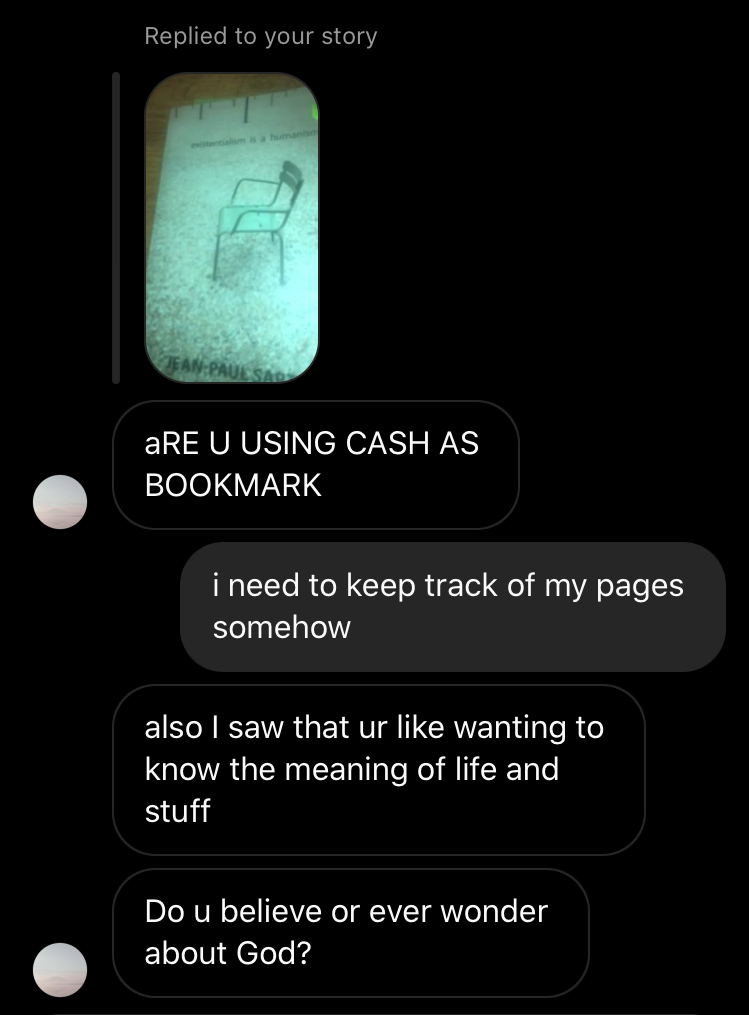 Replied to your story
existentialism is a humanism
JEAN-PAUL
aRE U USING CASH AS
BOOKMARK
i need to keep track of my pages
somehow
also I saw that ur like wanting to
know the meaning of life and
stuff
Do u believe or ever wonder
about God?